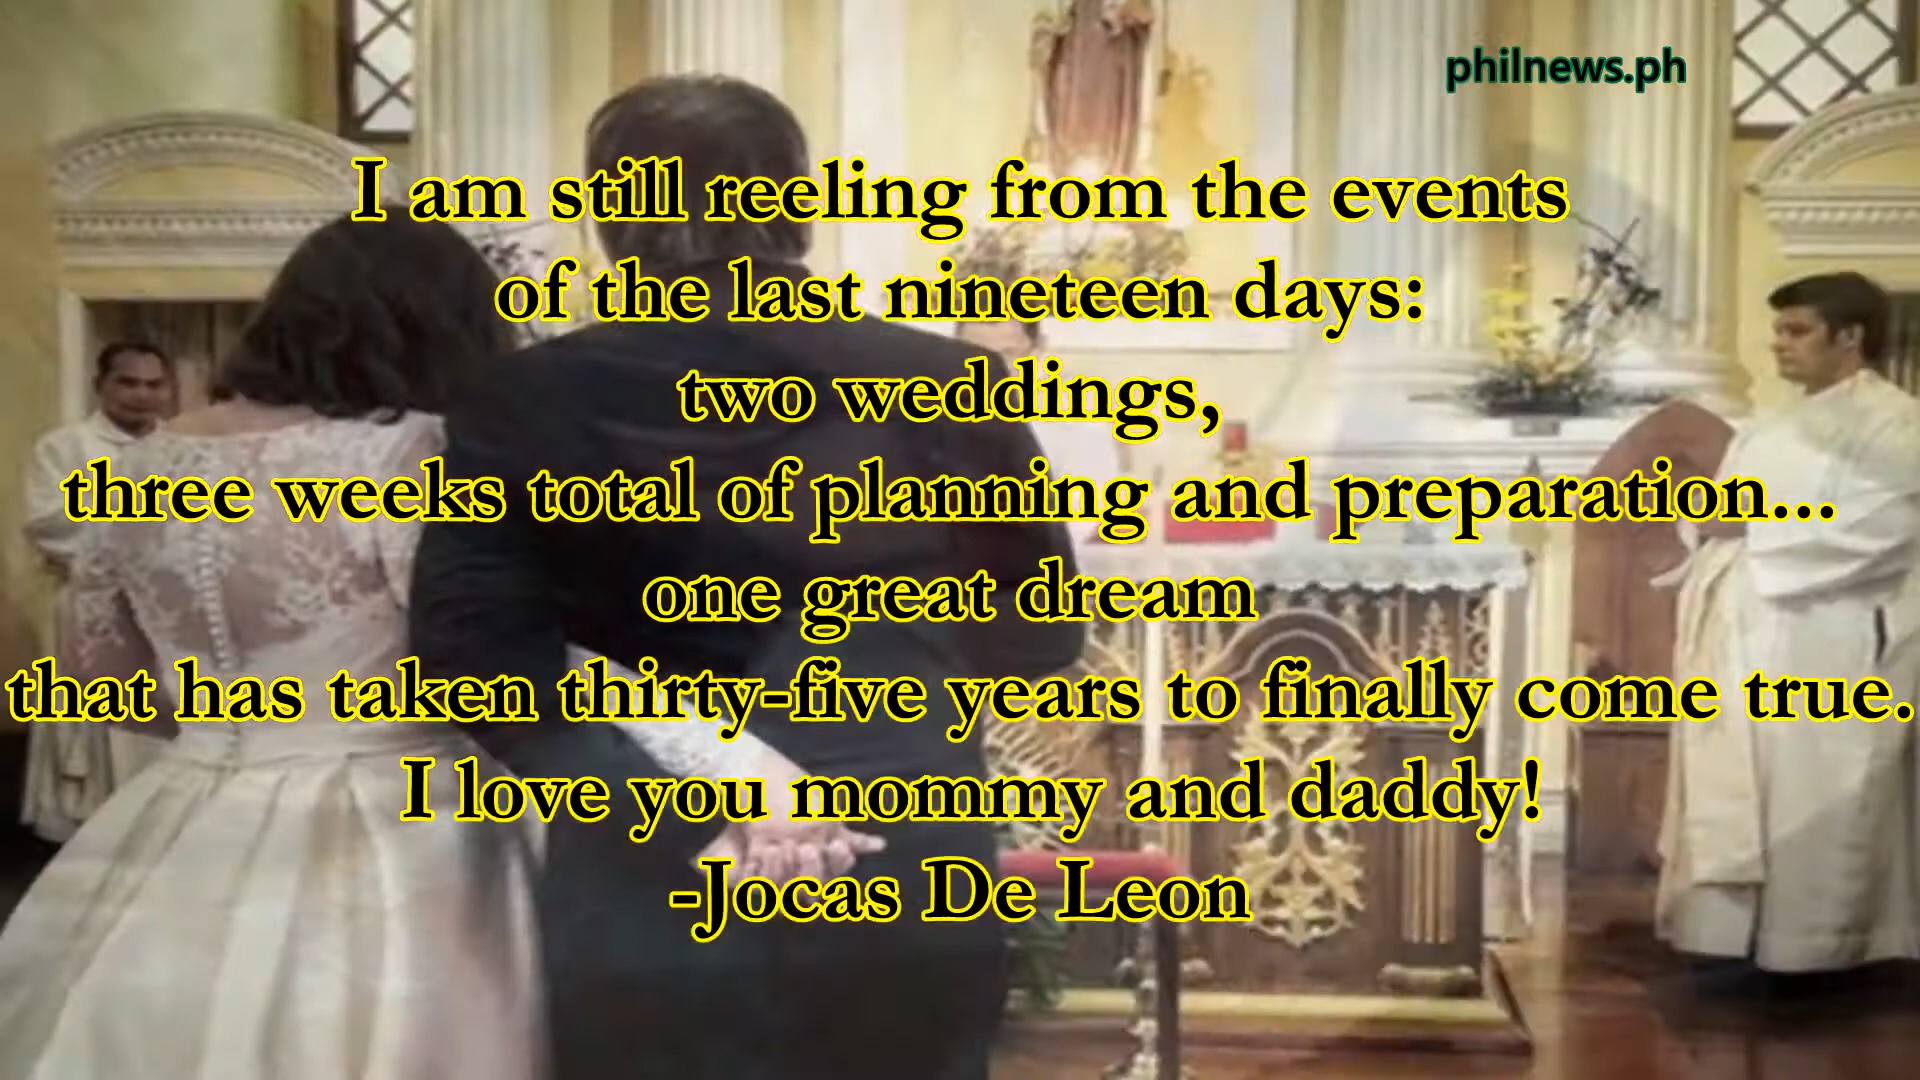 philnews.ph
I am still reeling from the events
of the last nineteen days:
two weddings,
three weeks total of planning and preparation...
one great dream
that has taken thirty-five years to finally come true.
I love you mommy and daddy!
-Jocas De Leon